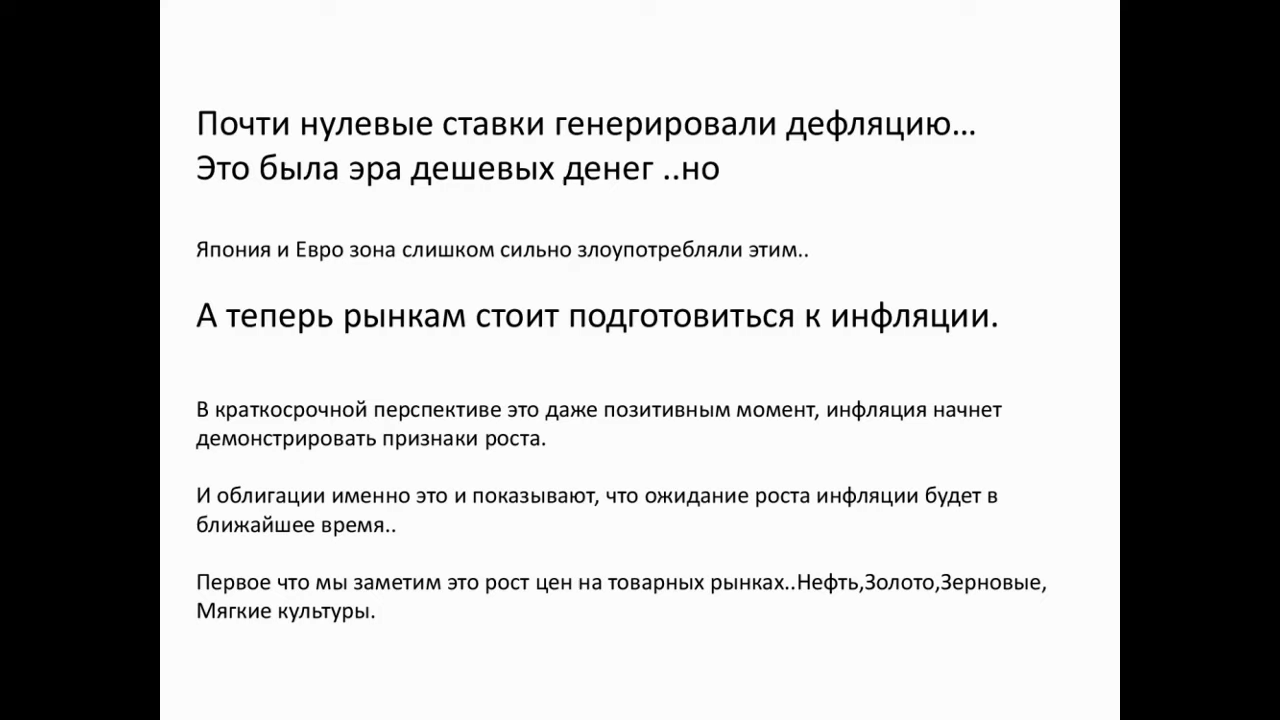 Почти нулевые ставки генерировали дефляцию...
Это была эра дешевых денег ..но
Япония и Евро зона слишком сильно злоупотребляли этим..
А теперь рынкам стоит подготовиться к инфляции.
В краткосрочной перспективе это даже позитивным момент, инфляция начнет
демонстрировать признаки роста.
И облигации именно это и показывают, что ожидание роста инфляции будет в
ближайшее время..
Первое что мы заметим это рост цен на товарных рынках..Нефть,Золото,Зерновые,
Мягкие культуры.